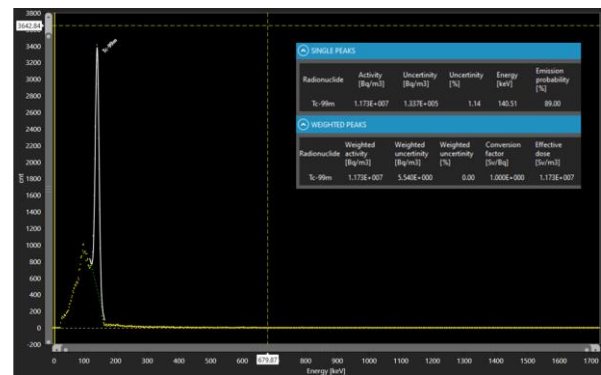 3800
3642.84
3400
3200
3000
2800
2600
2400
2200
2000
1800
1600
1400
1200
1000
800
600
400
200
0
-200
cnt
Tc-99m
SINGLE PEAKS
Radionuclide Activity [Bq/m3] Uncertinity [Bq/m3] Uncertinity [%] Energy [keV] Emission probability [%]
Tc-99m 1.173E+007 1.337E+005 1.14 140.51 89.00
WEIGHTED PEAKS
Radionuclide Weighted activity [Bq/m3] Weighted uncertinity [Bq/m3] Weighted uncertinity [%] Conversion factor [Sv/Bq] Effective dose [Sv/m3]
Tc-99m 1.173E+007 5.540E+000 0.00 1.000E+000 1.173E+007
0 100 200 300 400 500 600 679.87 800 900 1000 1100 1200 1300 1400 1500 1600 1700
Energy [keV]